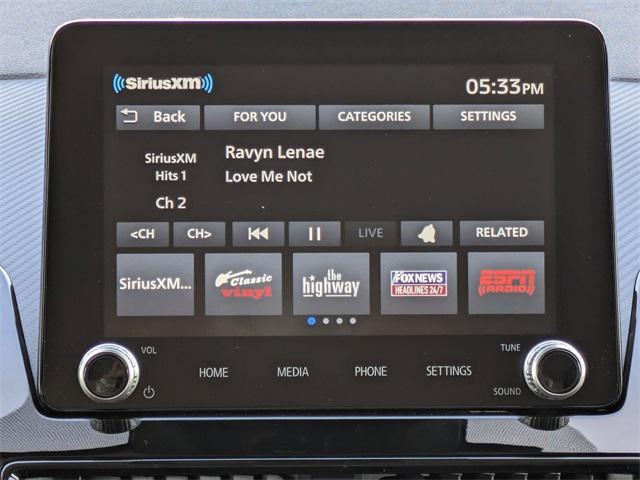 SiriusXM 05:33PM
Back FOR YOU CATEGORIES SETTINGS
SiriusXM Hits 1
Ravyn Lenae
Love Me Not
Ch 2
<CH CH> LIVE RELATED
SiriusXM... Classic vinyl the highway FOX NEWS HEADLINES 24/7 ESPN RADIO
VOL TUNE
HOME MEDIA PHONE SETTINGS
SOUND